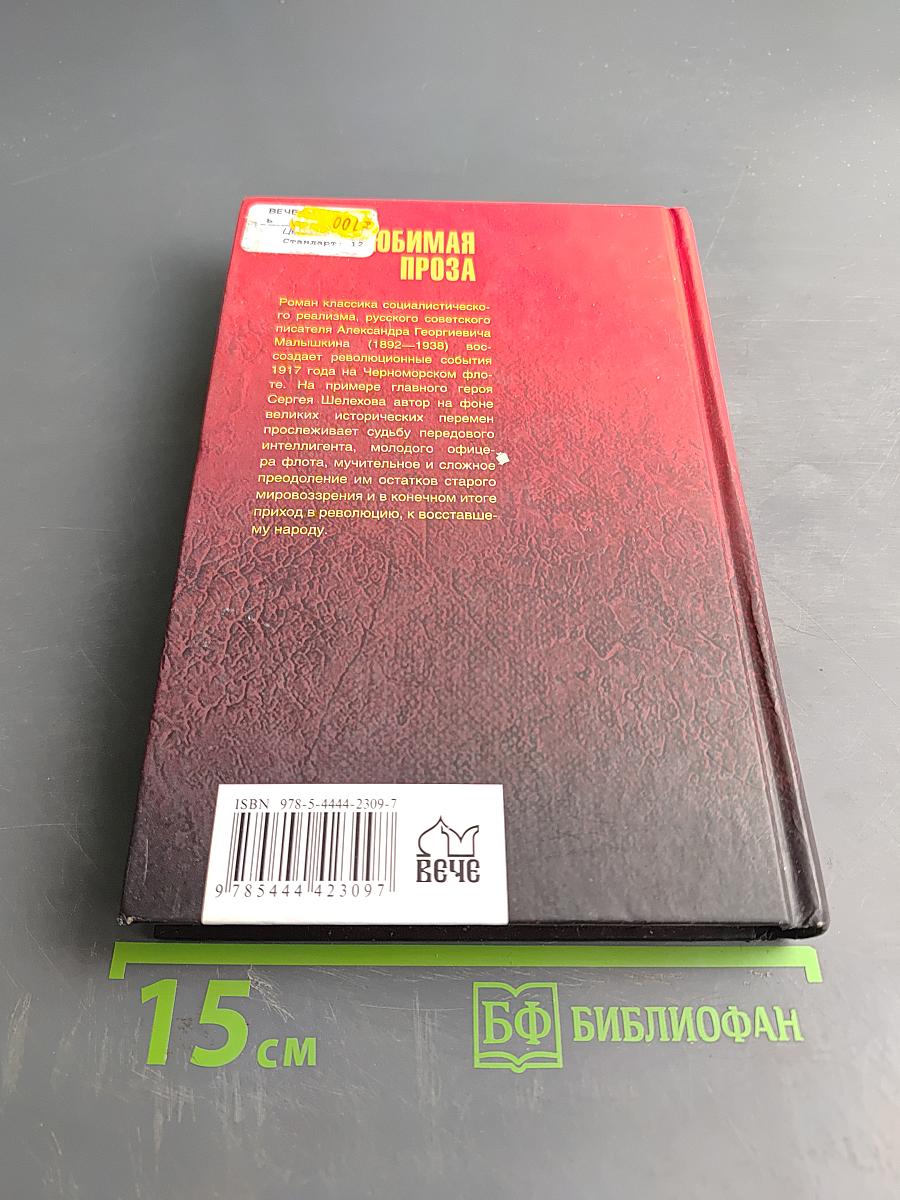 ВЕЧЕ
Стандарт: 12
ОБИМАЯ
ПРОЗА
Роман классика социалистическо-
го реализма, русского советского
писателя Александра Георгиевича
Малышкина (1892—1938) вос-
создает революционные события
1917 года на Черноморском фло-
те. На примере главного героя
Сергея Шелехова автор на фоне
великих исторических перемен
прослеживает судьбу передового
интеллигента, молодого офице-
ра флота, мучительное и сложное
преодоление им остатков старого
мировоззрения и в конечном итоге
приход в революцию, к восставше-
му народу.
ISBN 978-5-4444-2309-7
9 785444 423097
ВЕЧЕ
15 см
БФ БИБЛИОФАН